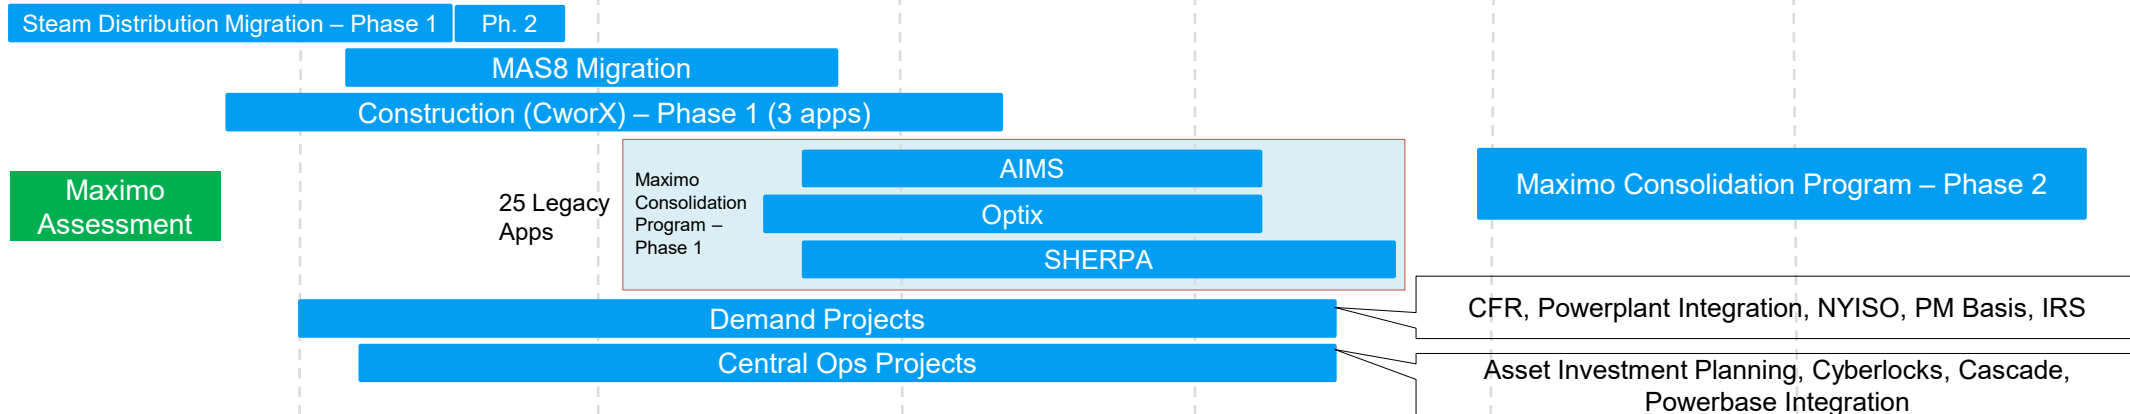 Steam Distribution Migration – Phase 1
Ph. 2
MAS8 Migration
Construction (CworX) – Phase 1 (3 apps)
Maximo
Assessment
25 Legacy
Apps
Maximo
Consolidation
Program –
Phase 1
AIMS
Optix
SHERPA
Maximo Consolidation Program – Phase 2
Demand Projects
CFR, Powerplant Integration, NYISO, PM Basis, IRS
Central Ops Projects
Asset Investment Planning, Cyberlocks, Cascade,
Powerbase Integration